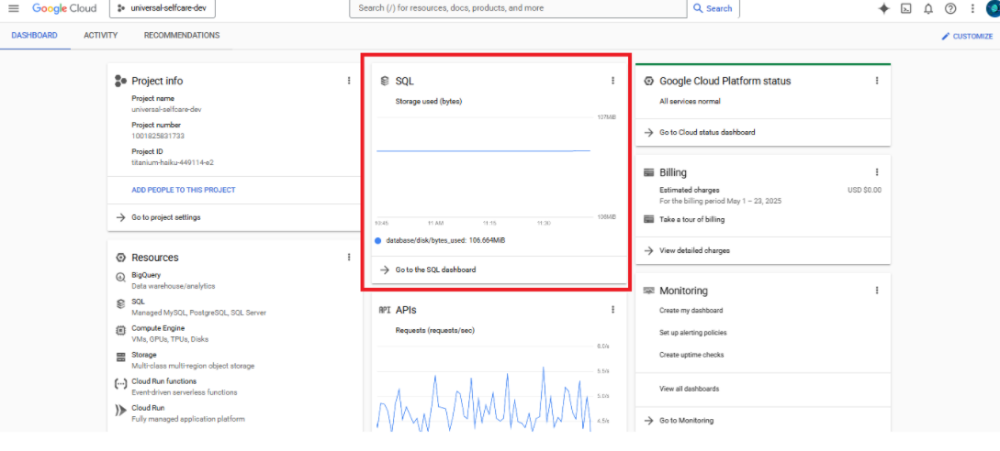 Google Cloud
universal-selfcare-dev
Search (/) for resources, docs, products, and more
Search
DASHBOARD
ACTIVITY
RECOMMENDATIONS
CUSTOMIZE
Project info
Project name
universal-selfcare-dev
Project number
1001825831733
Project ID
titanium-haiku-449114-e2
ADD PEOPLE TO THIS PROJECT
Go to project settings
Resources
BigQuery
Data warehouse/analytics
SQL
Managed MySQL, PostgreSQL, SQL Server
Compute Engine
VMs, GPUs, TPUs, Disks
Storage
Multi-class multi-region object storage
Cloud Run functions
Event-driven serverless functions
Cloud Run
Fully managed application platform
SQL
Storage used (bytes)
107MiB
106MiB
10:45
11 AM
11:15
11:30
database/disk/bytes_used: 106.664MiB
Go to the SQL dashboard
API APIs
Requests (requests/sec)
6.0/s
5.5/s
5.0/s
4.5/s
Google Cloud Platform status
All services normal
Go to Cloud status dashboard
Billing
Estimated charges
USD $0.00
For the billing period May 1 – 23, 2025
Take a tour of billing
View detailed charges
Monitoring
Create my dashboard
Set up alerting policies
Create uptime checks
View all dashboards
Go to Monitoring